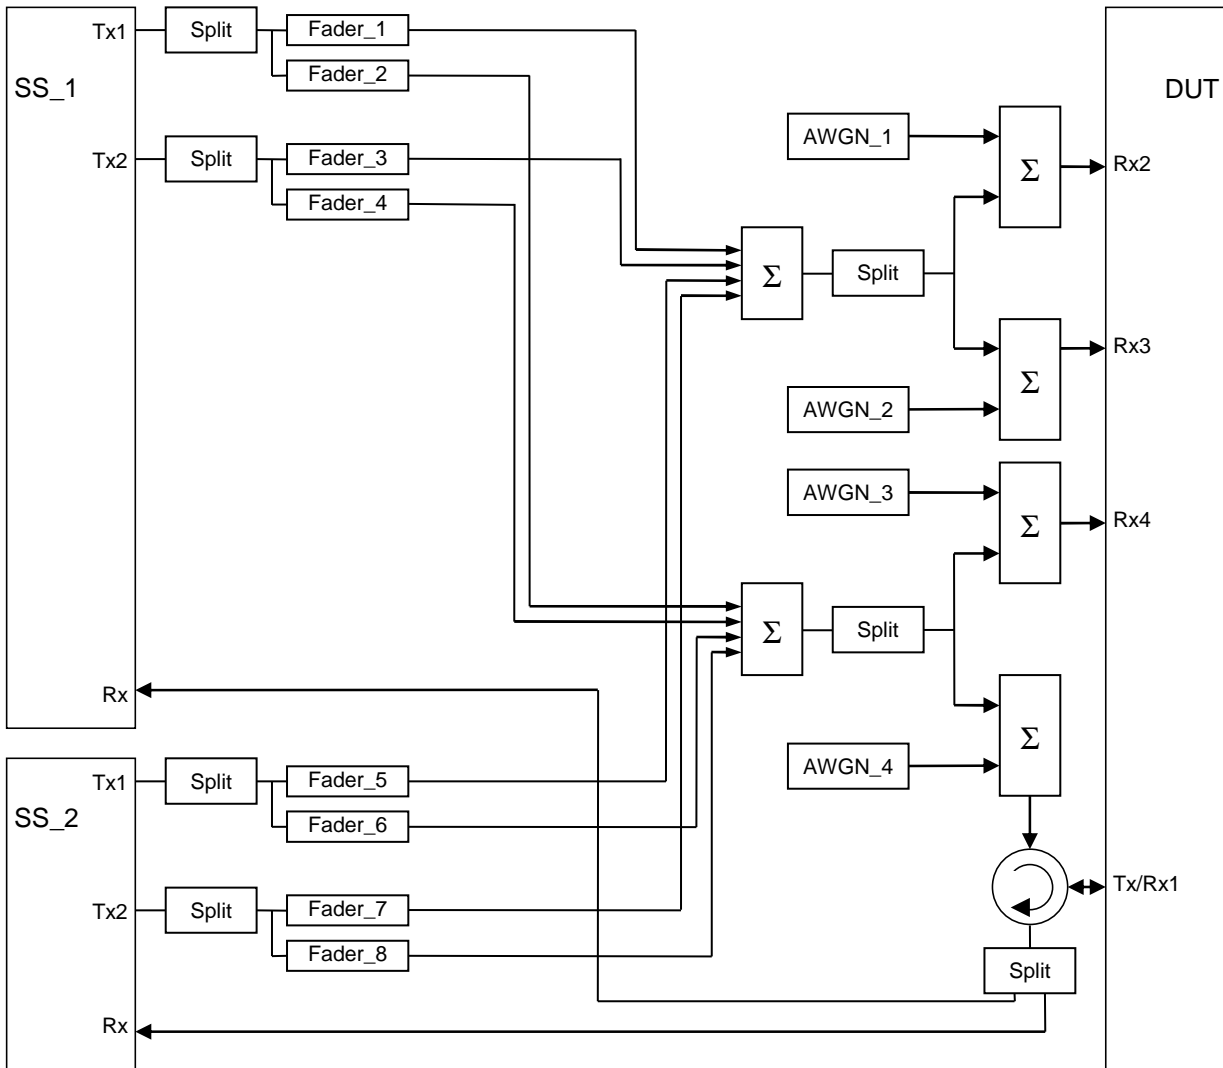 SS_1
Tx1
Split
Fader_1
Fader_2
Tx2
Split
Fader_3
Fader_4
Rx
SS_2
Tx1
Split
Fader_5
Fader_6
Tx2
Split
Fader_7
Fader_8
Rx
Σ
Split
Σ
Split
AWGN_1
Σ
AWGN_2
Σ
AWGN_3
Σ
AWGN_4
Σ
Split
DUT
Rx2
Rx3
Rx4
Tx/Rx1